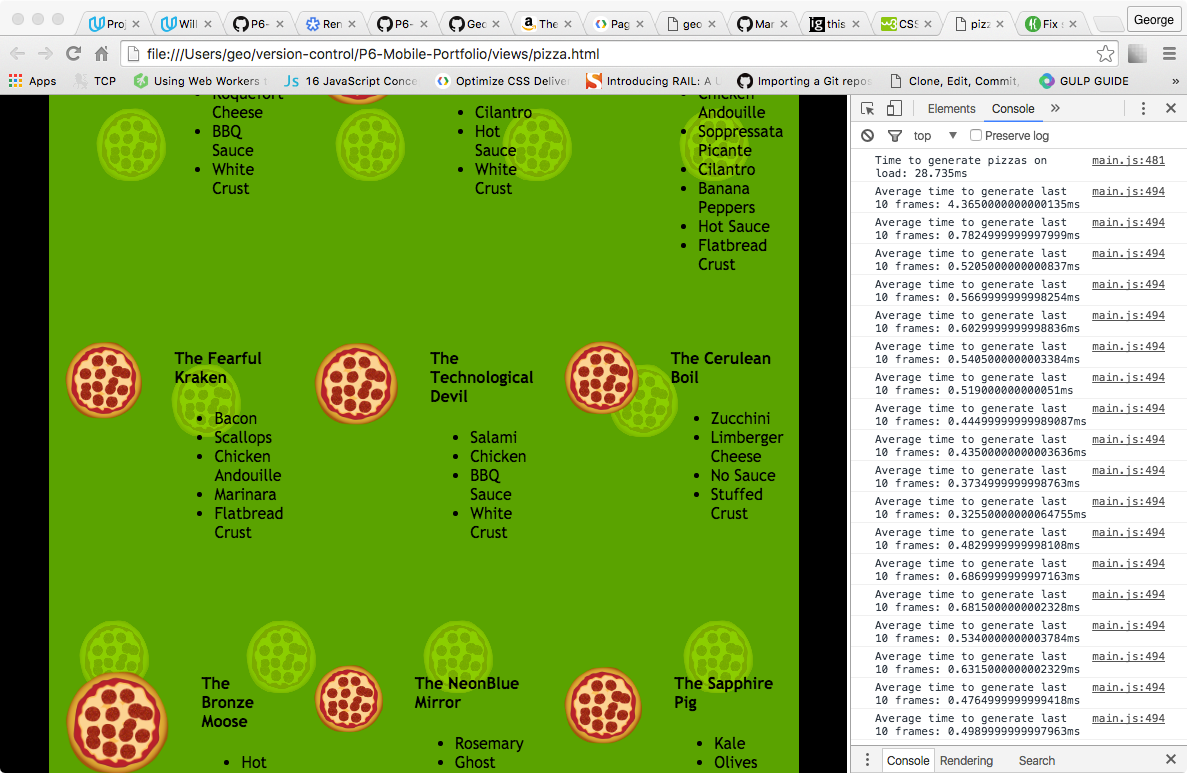 Proj
Will
P6-
Ren
P6-
Geo
The
Pag
geo
Mar
this
CSS
pizz
Fix s
George
file:///Users/geo/version-control/P6-Mobile-Portfolio/views/pizza.html
Apps
TCP
Using Web Workers t
16 JavaScript Conce
Optimize CSS Deliver
Introducing RAIL: A U
Importing a Git repos
Clone, Edit, Commit,
GULP GUIDE
»
Roquefort
Cheese
BBQ
Sauce
White
Crust
Cilantro
Hot
Sauce
White
Crust
Chicken
Andouille
Soppressata
Picante
Cilantro
Banana
Peppers
Hot Sauce
Flatbread
Crust
The Fearful
Kraken
Bacon
Scallops
Chicken
Andouille
Marinara
Flatbread
Crust
The
Technological
Devil
Salami
Chicken
BBQ
Sauce
White
Crust
The Cerulean
Boil
Zucchini
Limberger
Cheese
No Sauce
Stuffed
Crust
The
Bronze
Moose
Hot
The NeonBlue
Mirror
Rosemary
Ghost
The Sapphire
Pig
Kale
Olives
Elements Console »
top Preserve log
Time to generate pizzas on main.js:481
load: 28.735ms
Average time to generate last main.js:494
10 frames: 4.3650000000000135ms
Average time to generate last main.js:494
10 frames: 0.7824999999997999ms
Average time to generate last main.js:494
10 frames: 0.5205000000000837ms
Average time to generate last main.js:494
10 frames: 0.5669999999998254ms
Average time to generate last main.js:494
10 frames: 0.6029999999998836ms
Average time to generate last main.js:494
10 frames: 0.5405000000003384ms
Average time to generate last main.js:494
10 frames: 0.519000000000051ms
Average time to generate last main.js:494
10 frames: 0.44499999999989087ms
Average time to generate last main.js:494
10 frames: 0.43500000000003636ms
Average time to generate last main.js:494
10 frames: 0.3734999999998763ms
Average time to generate last main.js:494
10 frames: 0.32550000000064755ms
Average time to generate last main.js:494
10 frames: 0.4829999999998108ms
Average time to generate last main.js:494
10 frames: 0.6869999999997163ms
Average time to generate last main.js:494
10 frames: 0.6815000000002328ms
Average time to generate last main.js:494
10 frames: 0.5340000000003784ms
Average time to generate last main.js:494
10 frames: 0.6315000000002329ms
Average time to generate last main.js:494
10 frames: 0.4764999999999418ms
Average time to generate last main.js:494
10 frames: 0.4989999999997963ms
Console Rendering Search